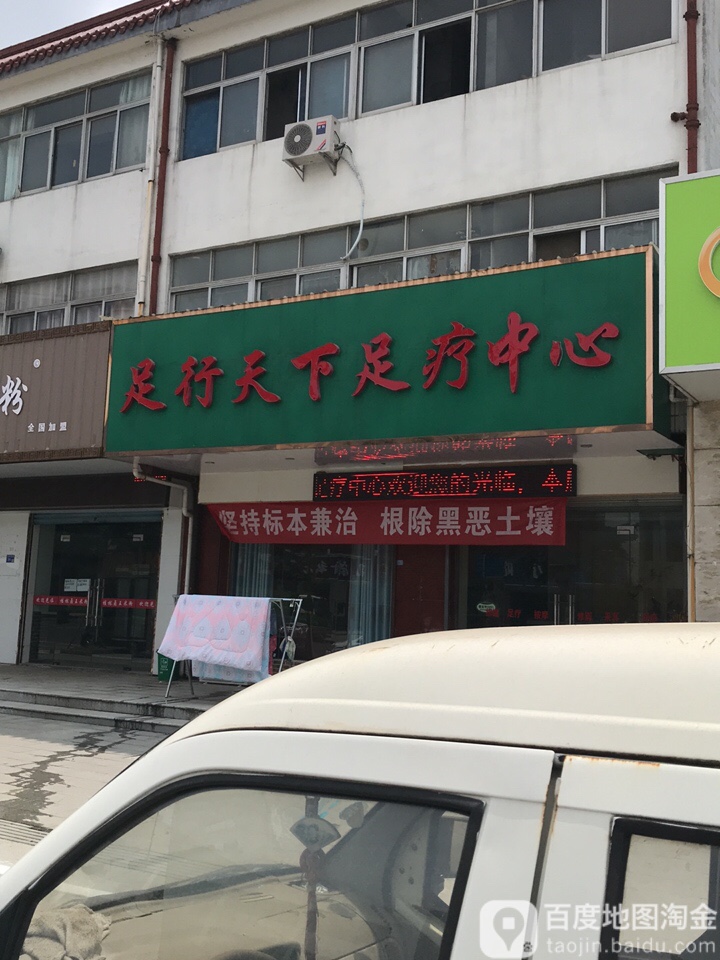 足行天下足疗中心
粉
®
全国加盟
疗中心欢迎您的光临，本
坚持标本兼治 根除黑恶土壤
百度地图淘金
taojin.baidu.com